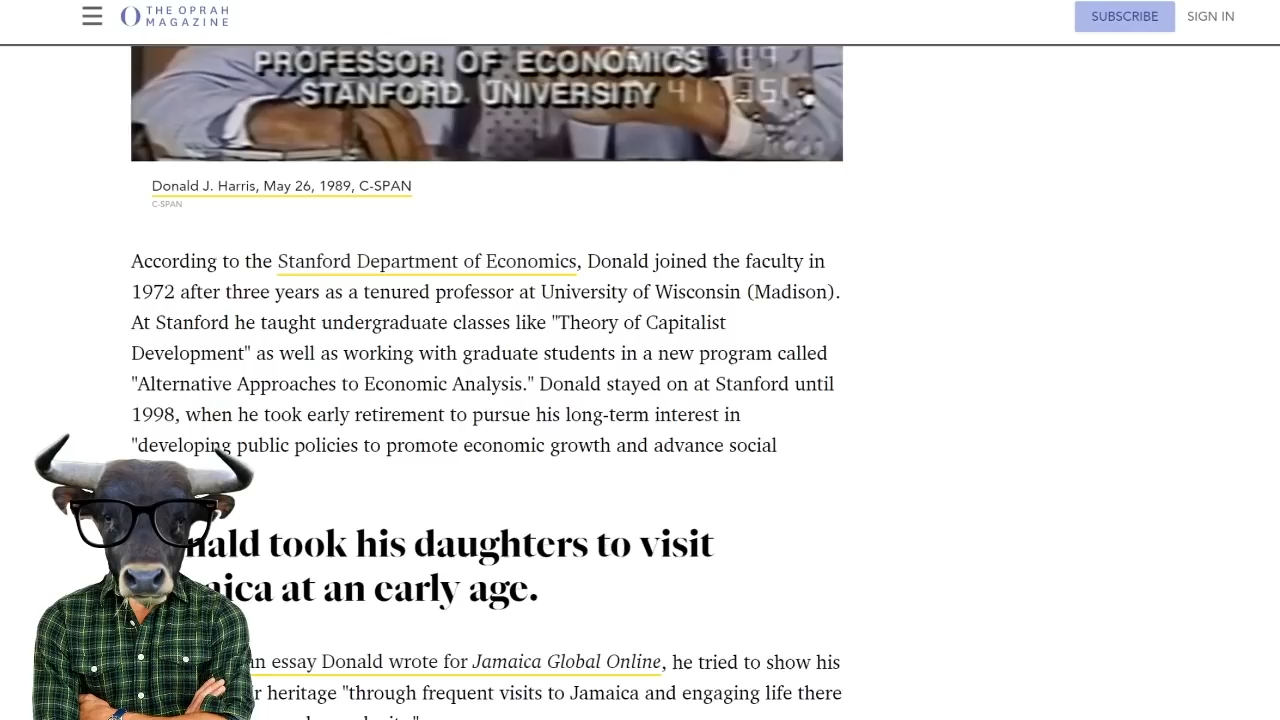 THE OPRAH
MAGAZINE
SUBSCRIBE
SIGN IN
PROFESSOR OF ECONOMICS
STANFORD UNIVERSITY
Donald J. Harris, May 26, 1989, C-SPAN
C-SPAN
According to the Stanford Department of Economics, Donald joined the faculty in
1972 after three years as a tenured professor at University of Wisconsin (Madison).
At Stanford he taught undergraduate classes like "Theory of Capitalist
Development" as well as working with graduate students in a new program called
"Alternative Approaches to Economic Analysis." Donald stayed on at Stanford until
1998, when he took early retirement to pursue his long-term interest in
"developing public policies to promote economic growth and advance social
nald took his daughters to visit
aica at an early age.
n essay Donald wrote for Jamaica Global Online, he tried to show his
r heritage "through frequent visits to Jamaica and engaging life there